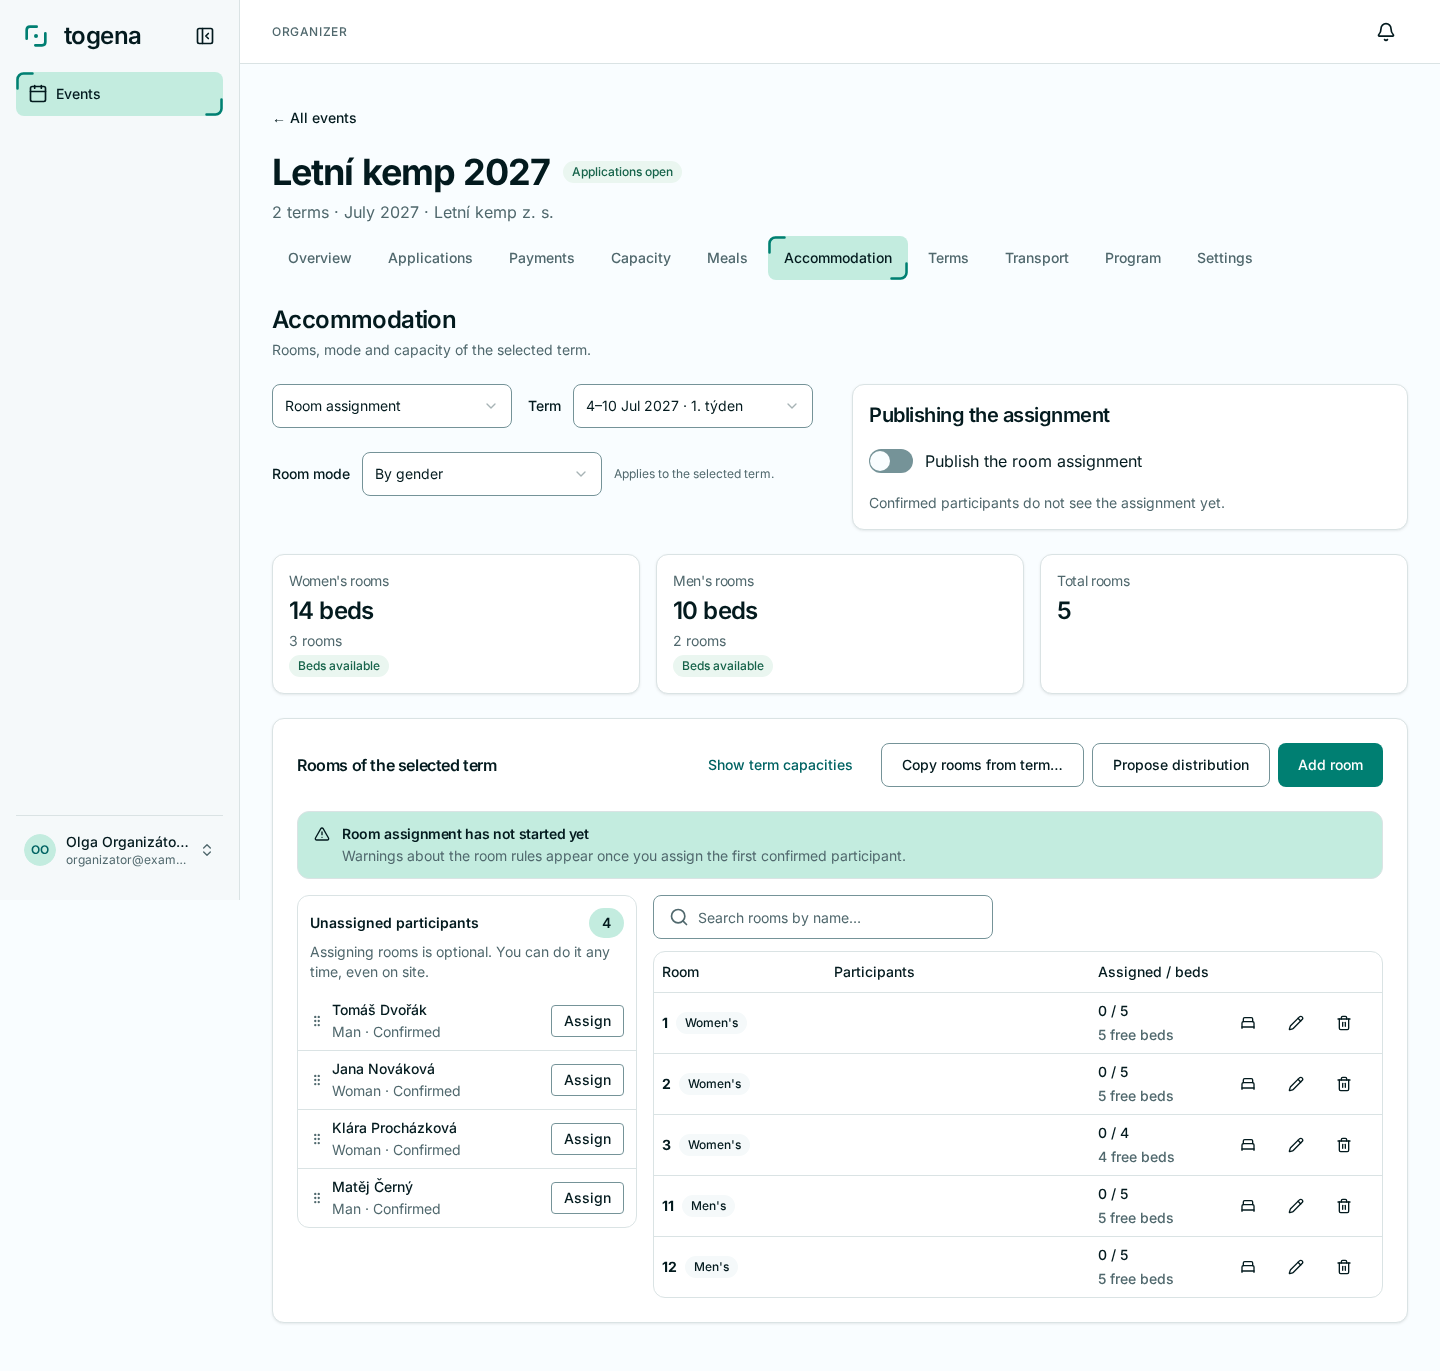 togena
ORGANIZER
Events
← All events
Letní kemp 2027
Applications open
2 terms · July 2027 · Letní kemp z. s.
Overview
Applications
Payments
Capacity
Meals
Accommodation
Terms
Transport
Program
Settings
Accommodation
Rooms, mode and capacity of the selected term.
Room assignment
Term
4–10 Jul 2027 · 1. týden
Room mode
By gender
Applies to the selected term.
Publishing the assignment
Publish the room assignment
Confirmed participants do not see the assignment yet.
Women's rooms
14 beds
3 rooms
Beds available
Men's rooms
10 beds
2 rooms
Beds available
Total rooms
5
Rooms of the selected term
Show term capacities
Copy rooms from term...
Propose distribution
Add room
Room assignment has not started yet
Warnings about the room rules appear once you assign the first confirmed participant.
Unassigned participants
4
Assigning rooms is optional. You can do it any
time, even on site.
Tomáš Dvořák
Man · Confirmed
Assign
Jana Nováková
Woman · Confirmed
Assign
Klára Procházková
Woman · Confirmed
Assign
Matěj Černý
Man · Confirmed
Assign
Search rooms by name...
Room
Participants
Assigned / beds
1 Women's
0 / 5
5 free beds
2 Women's
0 / 5
5 free beds
3 Women's
0 / 4
4 free beds
11 Men's
0 / 5
5 free beds
12 Men's
0 / 5
5 free beds
OO
Olga Organizáto...
organizator@exam...